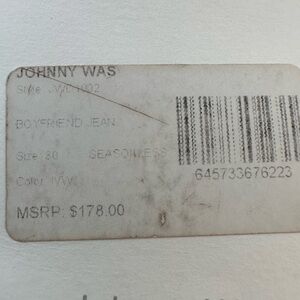 JOHNNY WAS
Style:
BOYFRIEND JEAN
Size: 30 SEASONLESS
Color:
645733676223
MSRP: $178.00